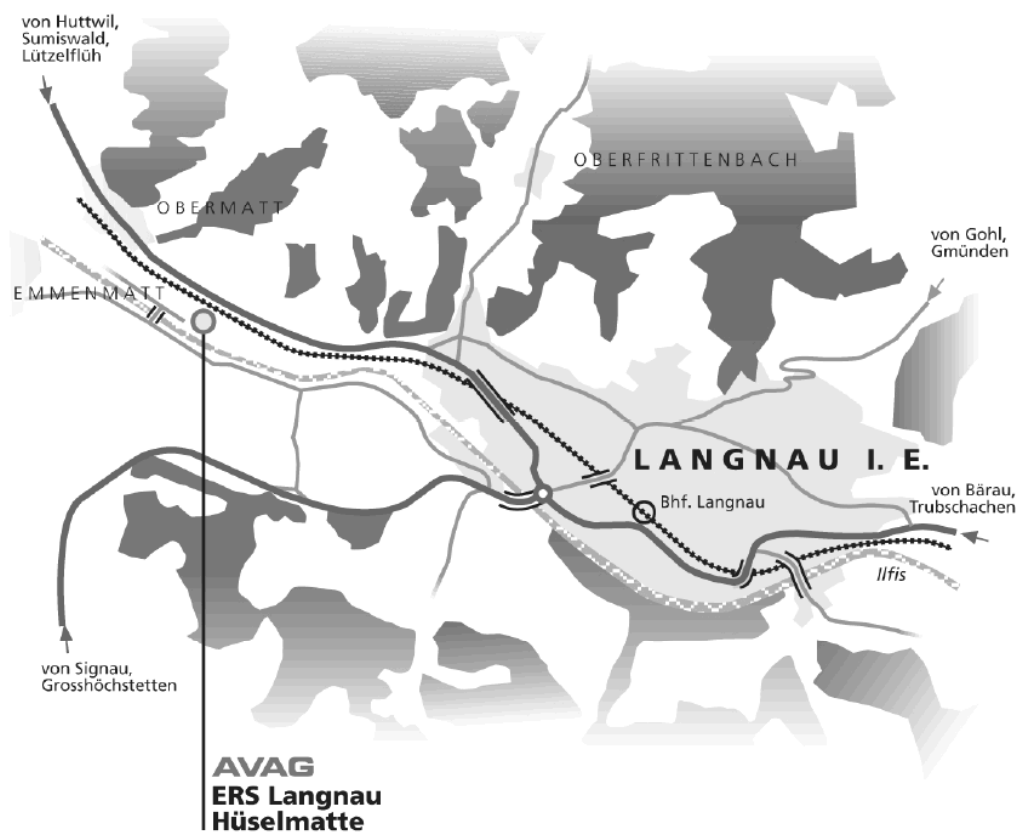 von Huttwil,
Sumiswald,
Lützelflüh
OBERFRITTENBACH
OBERMATT
von Gohl,
Gmünden
EMMENMATT
LANGNAU I. E.
Bhf. Langnau
von Bärau,
Trubschachen
Ilfis
von Signau,
Grosshöchstetten
AVAG
ERS Langnau
Hüselmatte